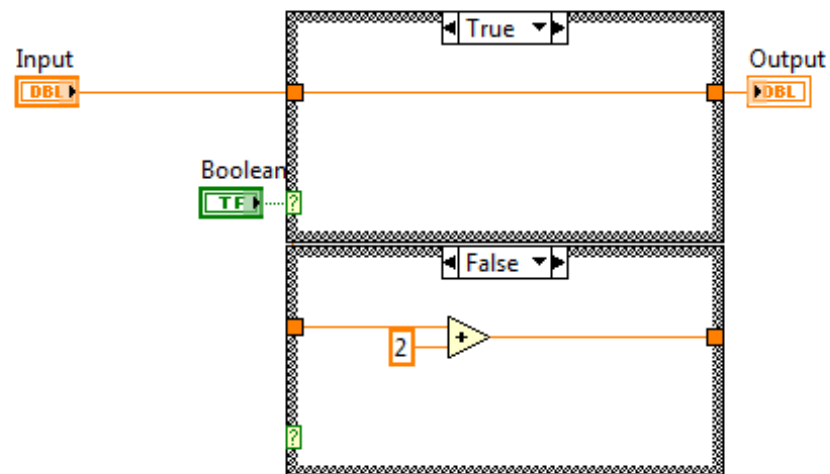 True
Input
Output
DBL
DBL
Boolean
TF
?
False
2
+
?